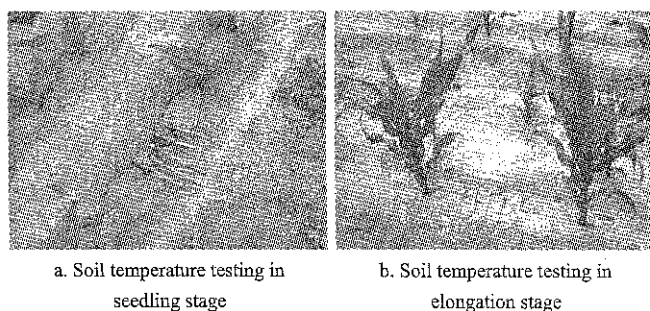 a. Soil temperature testing in
seedling stage
b. Soil temperature testing in
elongation stage